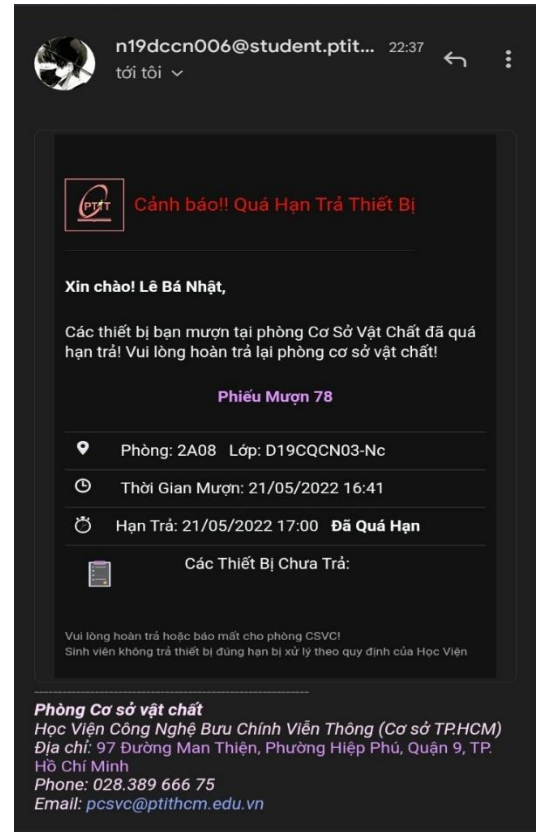 n19dccn006@student.ptit... 22:37
tới tôi
PTIT
Cảnh báo!! Quá Hạn Trả Thiết Bị
Xin chào! Lê Bá Nhật,
Các thiết bị bạn mượn tại phòng Cơ Sở Vật Chất đã quá
hạn trả! Vui lòng hoàn trả lại phòng cơ sở vật chất!
Phiếu Mượn 78
Phòng: 2A08 Lớp: D19CQCN03-Nc
Thời Gian Mượn: 21/05/2022 16:41
Hạn Trả: 21/05/2022 17:00 Đã Quá Hạn
Các Thiết Bị Chưa Trả:
Vui lòng hoàn trả hoặc báo mất cho phòng CSVC!
Sinh viên không trả thiết bị đúng hạn bị xử lý theo quy định của Học Viện
Phòng Cơ sở vật chất
Học Viện Công Nghệ Bưu Chính Viễn Thông (Cơ sở TP.HCM)
Địa chỉ: 97 Đường Man Thiện, Phường Hiệp Phú, Quận 9, TP.
Hồ Chí Minh
Phone: 028.389 666 75
Email: pcsvc@ptithcm.edu.vn